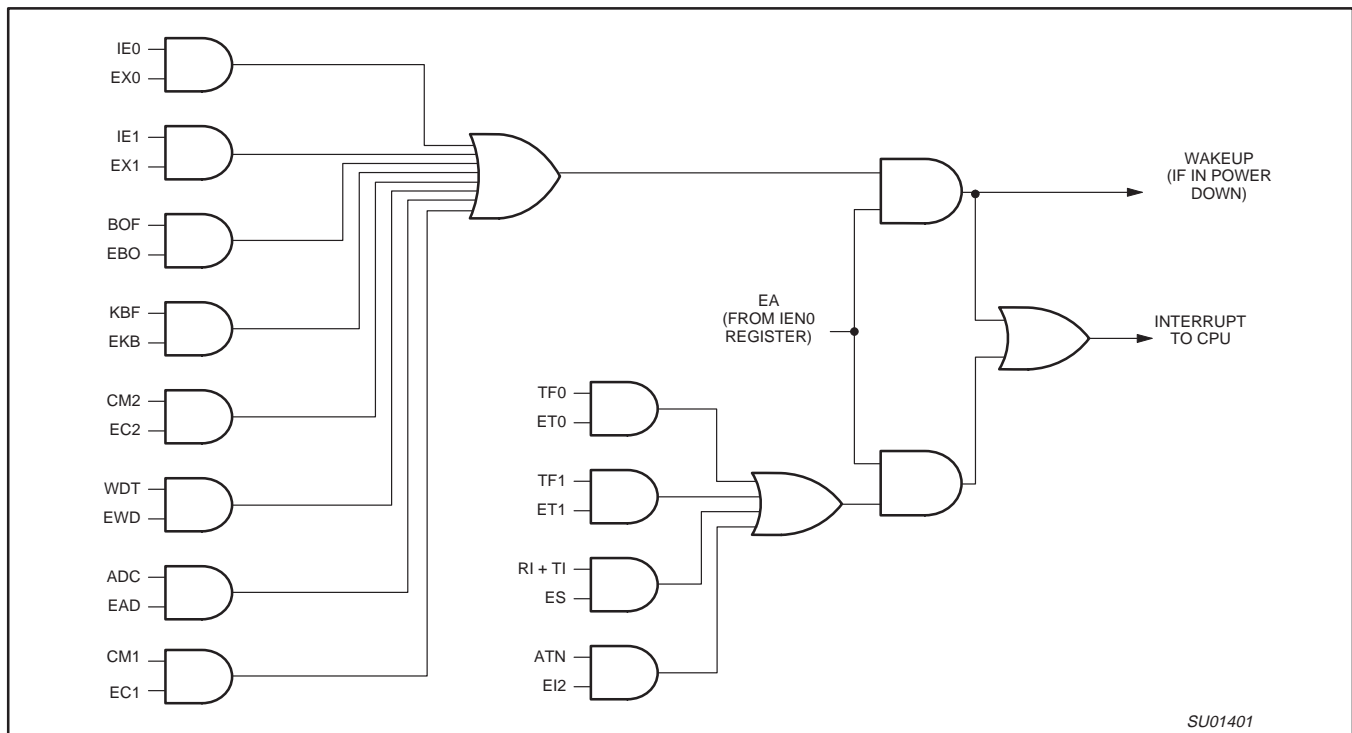 IE0
EX0
IE1
EX1
BOF
EBO
KBF
EKB
CM2
EC2
WDT
EWD
ADC
EAD
CM1
EC1
TF0
ET0
TF1
ET1
RI + TI
ES
ATN
EI2
EA
(FROM IEN0
REGISTER)
WAKEUP
(IF IN POWER
DOWN)
INTERRUPT
TO CPU
SU01401